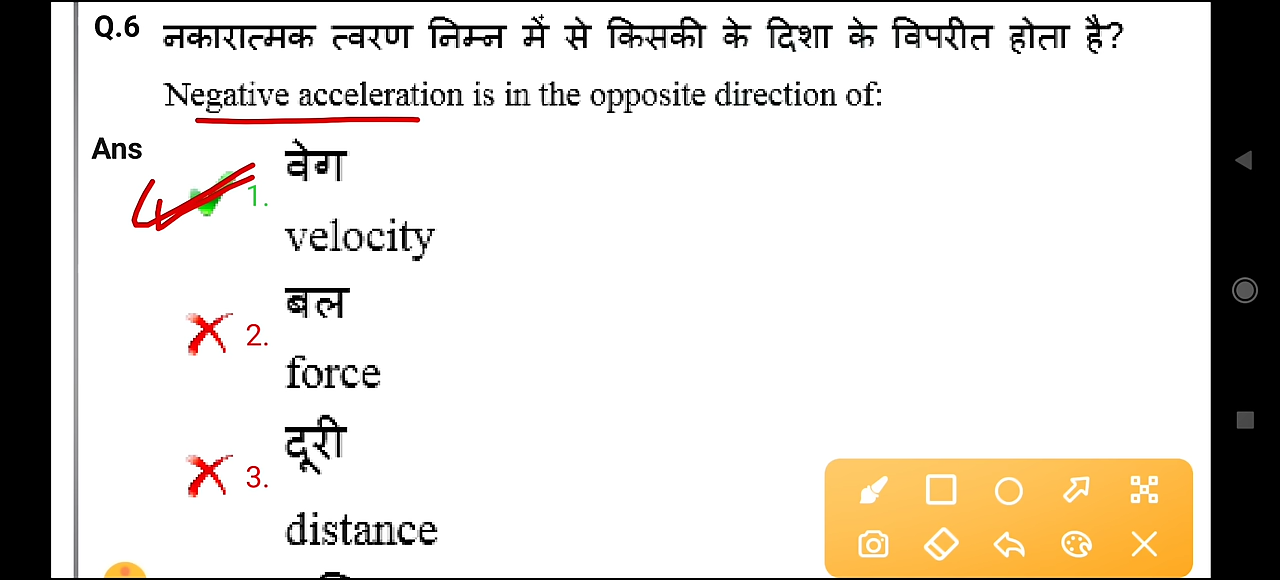 Q.6 नकारात्मक त्वरण निम्न में से किसकी के दिशा के विपरीत होता है?
Negative acceleration is in the opposite direction of:
Ans
1. वेग
velocity
2. बल
force
3. दूरी
distance